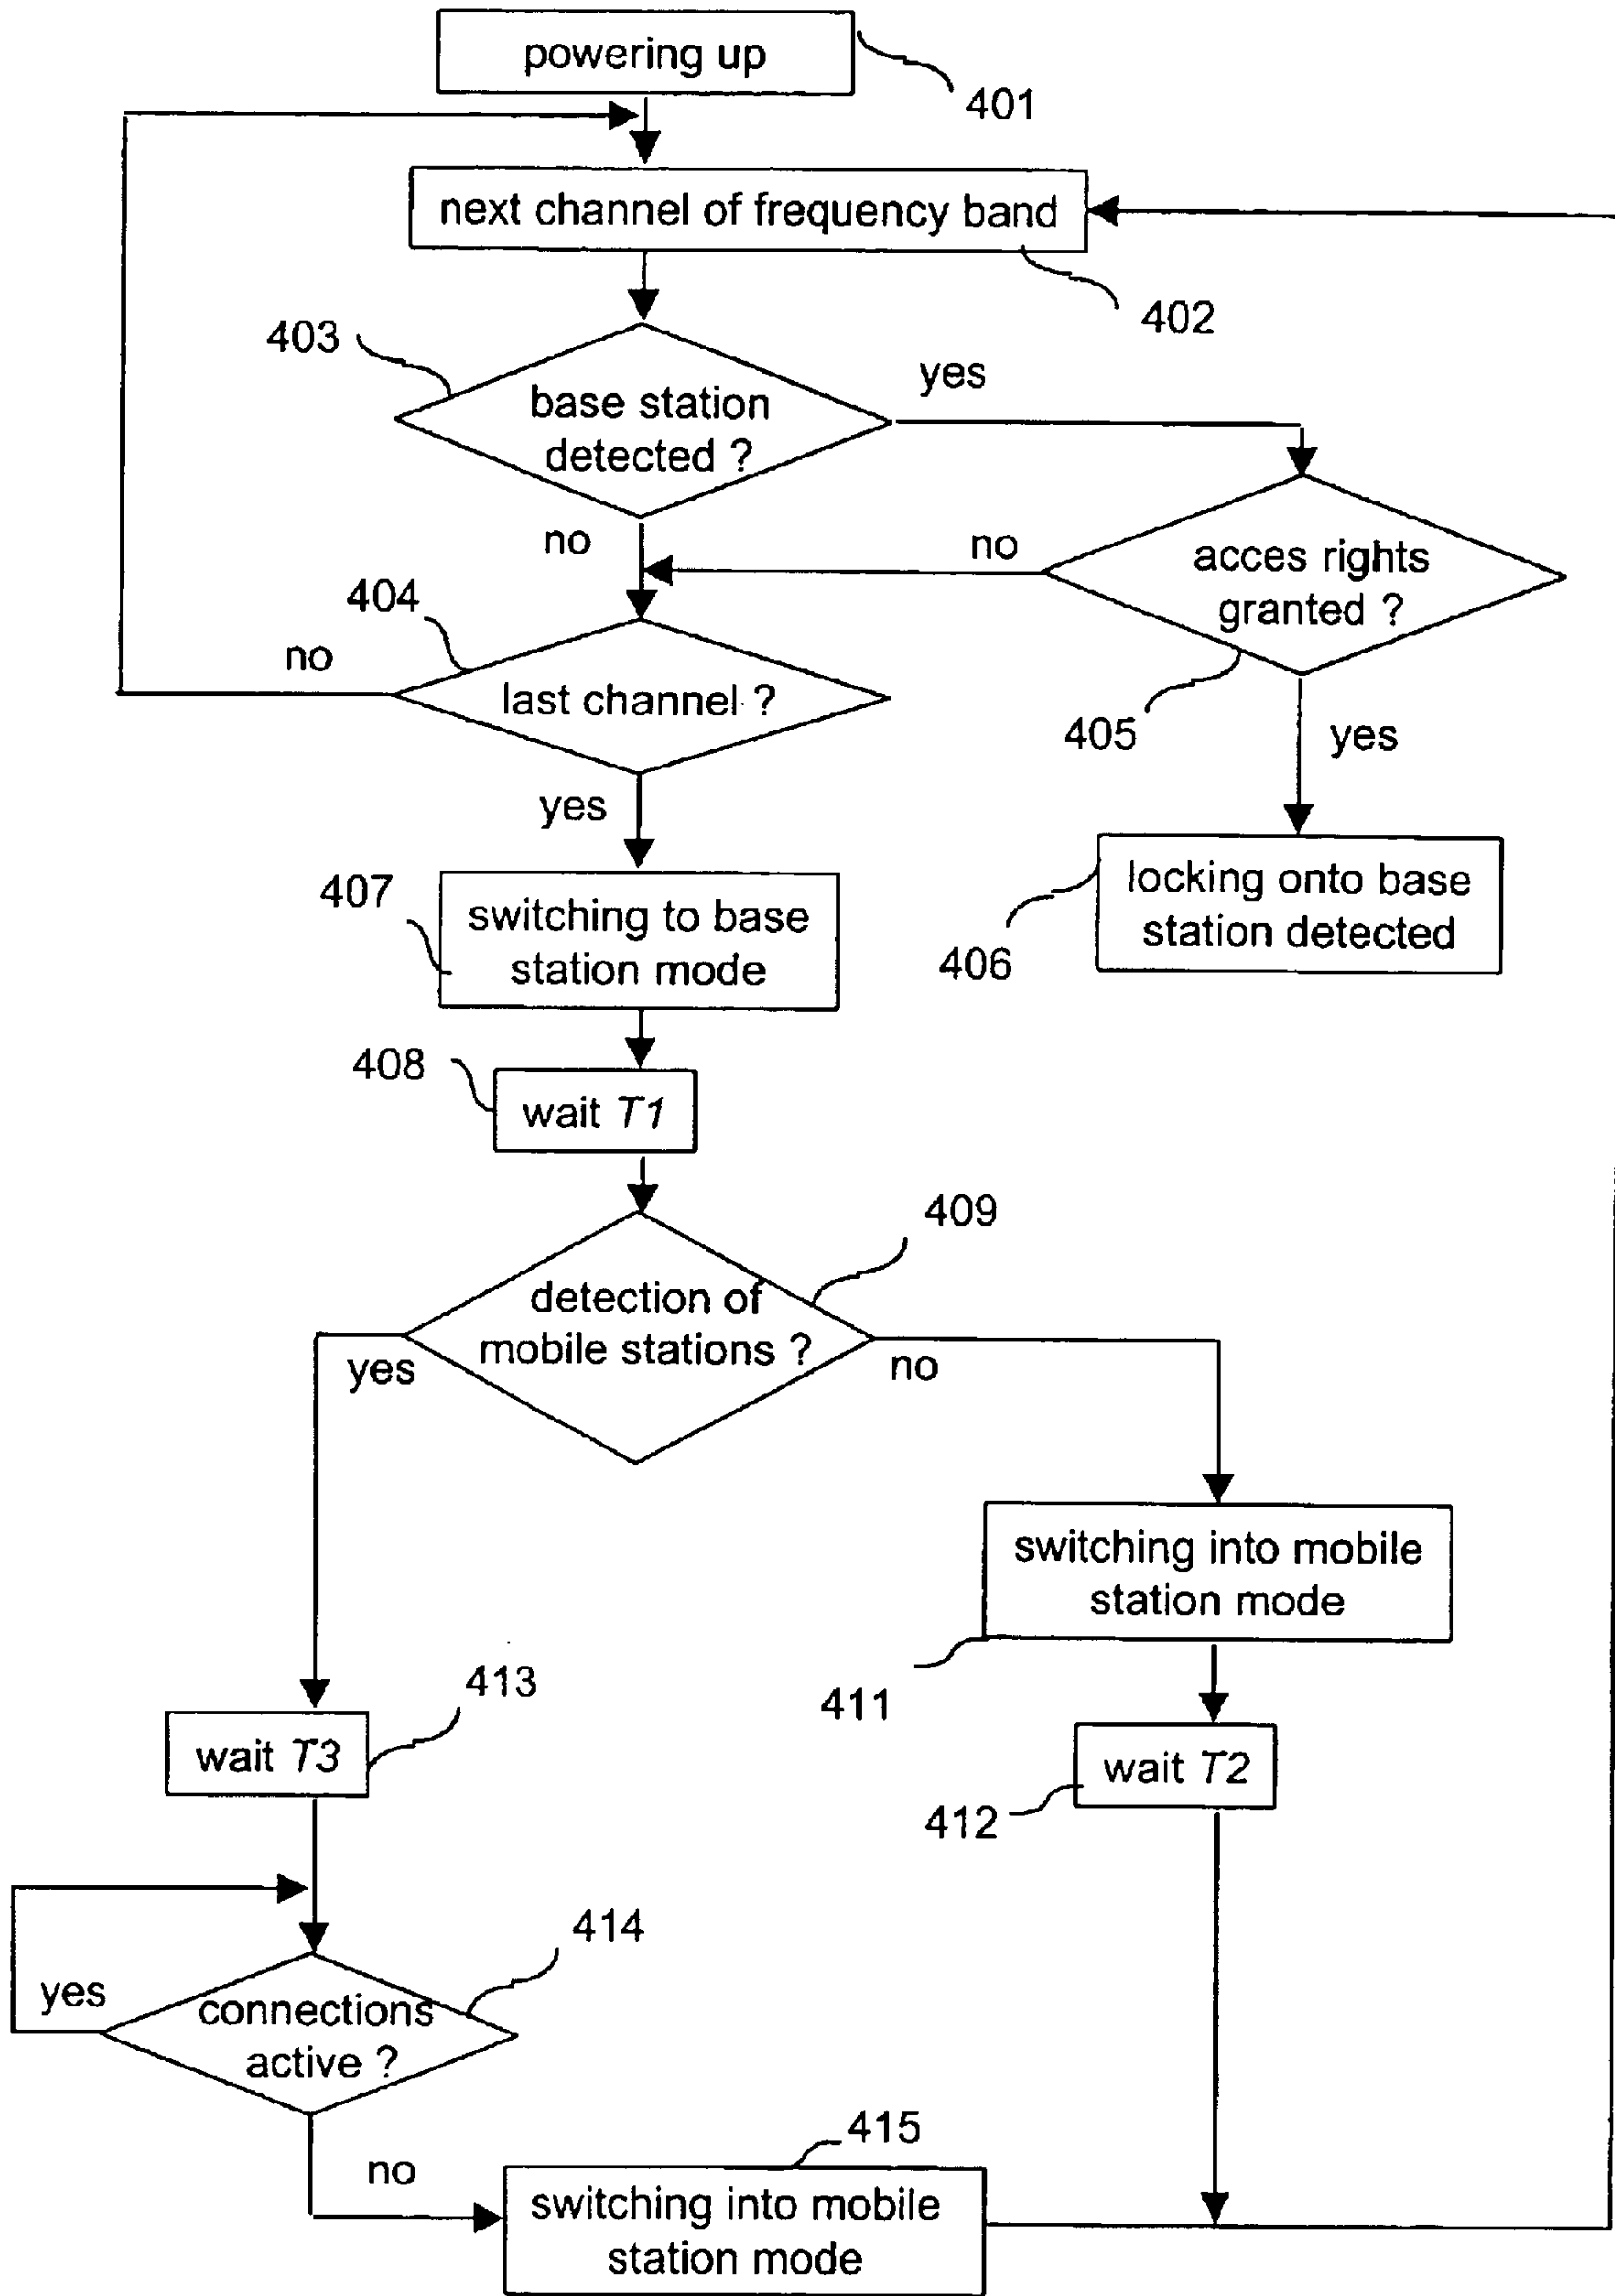 powering up
401
next channel of frequency band
402
403
base station
detected ?
yes
no
no
acces rights
granted ?
404
no
last channel ?
405
yes
yes
407
switching to base
station mode
406
locking onto base
station detected
408
wait T1
409
detection of
mobile stations ?
yes
no
switching into mobile
station mode
411
413
wait T3
wait T2
412
414
yes
connections
active ?
no
415
switching into mobile
station mode